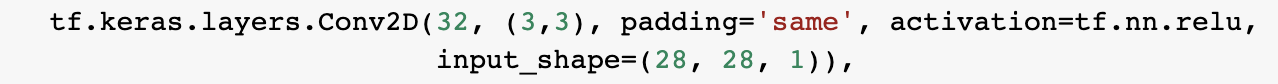 tf.keras.layers.Conv2D(32, (3,3), padding='same', activation=tf.nn.relu,
input_shape=(28, 28, 1)),